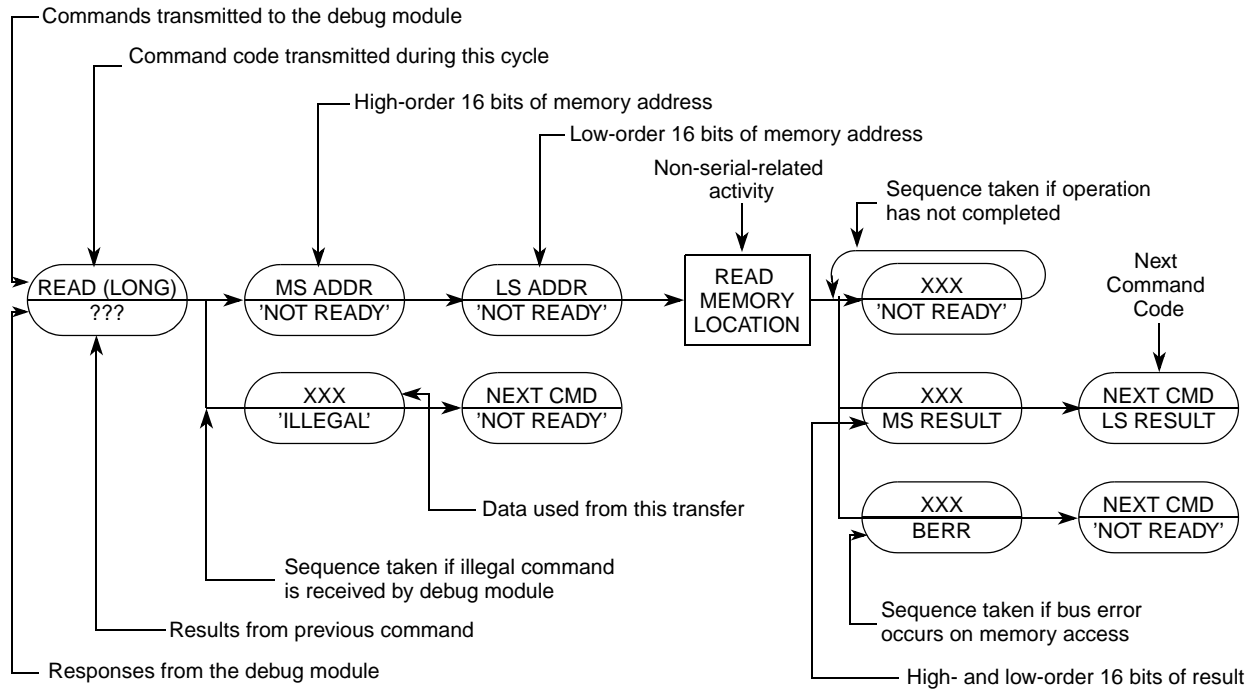 Commands transmitted to the debug module
Command code transmitted during this cycle
High-order 16 bits of memory address
Low-order 16 bits of memory address
Non-serial-related
activity
Sequence taken if operation
has not completed
Next
Command
Code
READ (LONG)
???
MS ADDR
'NOT READY'
LS ADDR
'NOT READY'
READ
MEMORY
LOCATION
XXX
'NOT READY'
XXX
'ILLEGAL'
NEXT CMD
'NOT READY'
XXX
MS RESULT
NEXT CMD
LS RESULT
XXX
BERR
NEXT CMD
'NOT READY'
Data used from this transfer
Sequence taken if illegal command
is received by debug module
Sequence taken if bus error
occurs on memory access
Results from previous command
Responses from the debug module
High- and low-order 16 bits of result